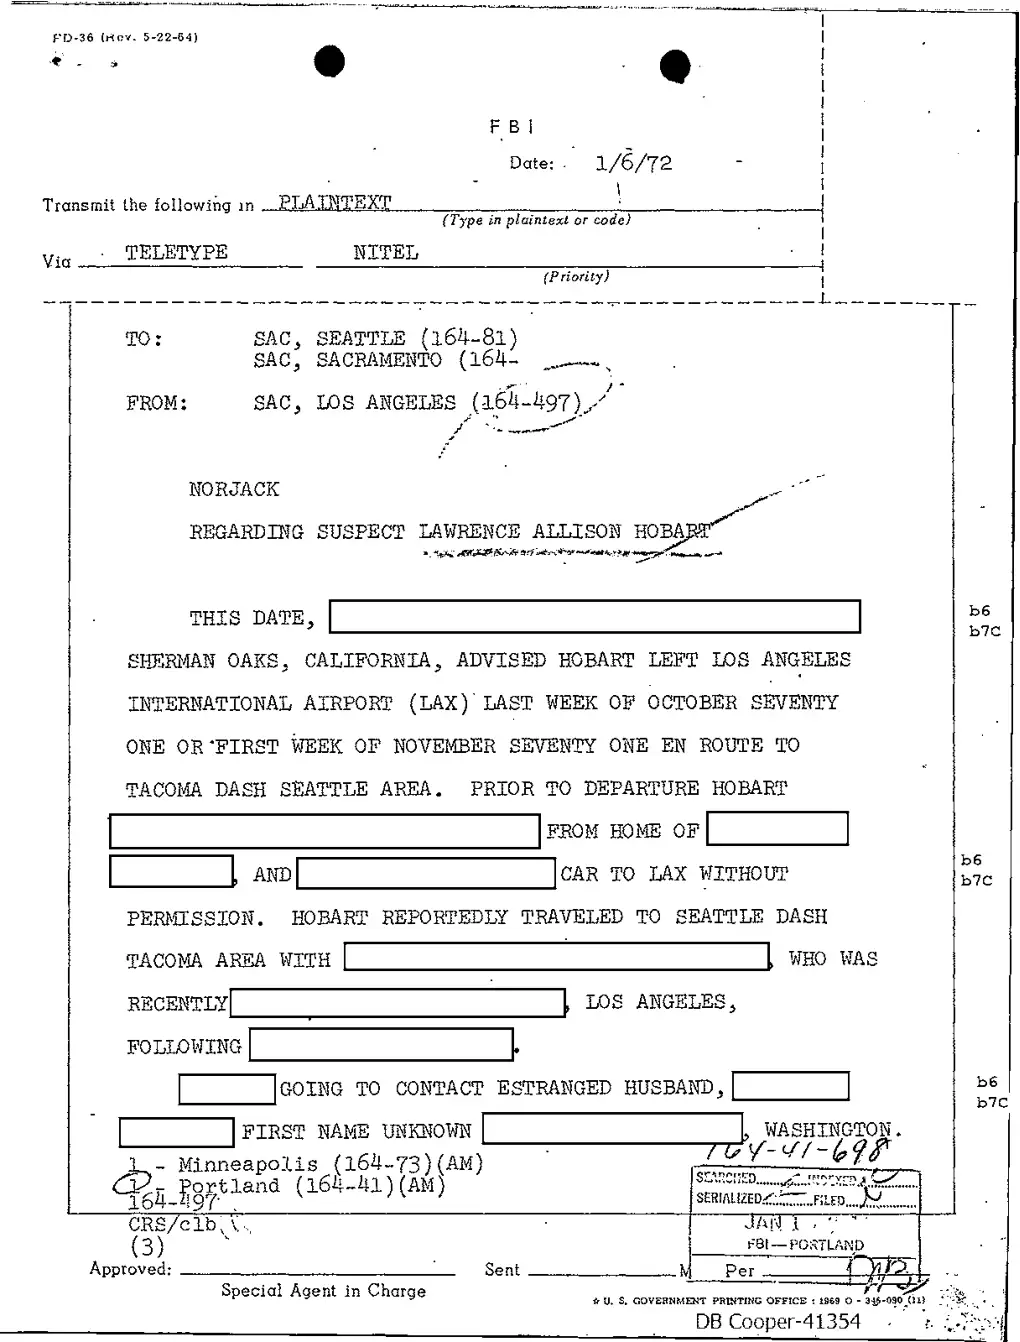 FD-36 (Rev. 5-22-64)
FBI
Date: 1/6/72
Transmit the following in PLAINTEXT
(Type in plaintext or code)
Via TELETYPE NITEL
(Priority)
TO: SAC, SEATTLE (164-81)
SAC, SACRAMENTO (164-
FROM: SAC, LOS ANGELES (164-497)
NORJACK
REGARDING SUSPECT LAWRENCE ALLISON HOBART
THIS DATE,
b6
b7C
SHERMAN OAKS, CALIFORNIA, ADVISED HOBART LEFT LOS ANGELES
INTERNATIONAL AIRPORT (LAX) LAST WEEK OF OCTOBER SEVENTY
ONE OR FIRST WEEK OF NOVEMBER SEVENTY ONE EN ROUTE TO
TACOMA DASH SEATTLE AREA. PRIOR TO DEPARTURE HOBART
FROM HOME OF
, AND CAR TO LAX WITHOUT
b6
b7C
PERMISSION. HOBART REPORTEDLY TRAVELED TO SEATTLE DASH
TACOMA AREA WITH , WHO WAS
RECENTLY , LOS ANGELES,
FOLLOWING .
GOING TO CONTACT ESTRANGED HUSBAND,
b6
b7C
FIRST NAME UNKNOWN , WASHINGTON.
164-41-698
1 - Minneapolis (164-73)(AM)
1 - Portland (164-41)(AM)
164-497
CRS/clb
(3)
SEARCHED INDEXED
SERIALIZED FILED
JAN 1
FBI—PORTLAND
Approved: Sent M Per
Special Agent in Charge
☆ U. S. GOVERNMENT PRINTING OFFICE : 1969 O - 346-090 (11)
DB Cooper-41354